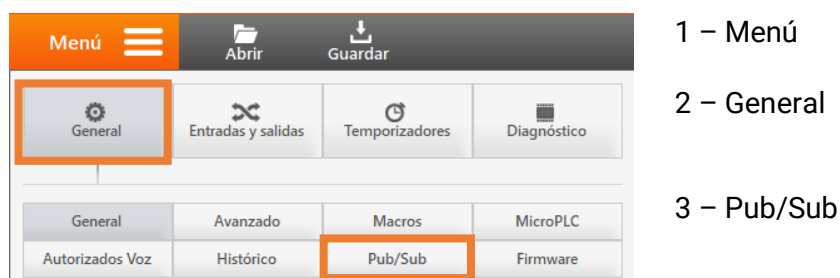 Menú
Abrir
Guardar
1 – Menú
General
Entradas y salidas
Temporizadores
Diagnóstico
2 – General
General
Avanzado
Macros
MicroPLC
3 – Pub/Sub
Autorizados Voz
Histórico
Pub/Sub
Firmware